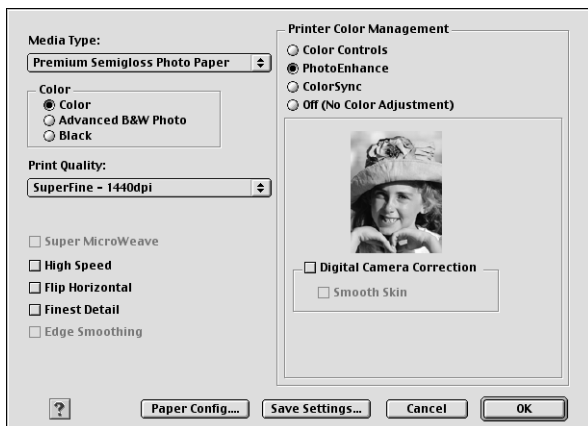 Media Type:
Premium Semigloss Photo Paper
Color
Color
Advanced B&W Photo
Black
Print Quality:
SuperFine - 1440dpi
Super MicroWeave
High Speed
Flip Horizontal
Finest Detail
Edge Smoothing
Printer Color Management
Color Controls
PhotoEnhance
ColorSync
Off (No Color Adjustment)
Digital Camera Correction
Smooth Skin
?
Paper Config....
Save Settings...
Cancel
OK